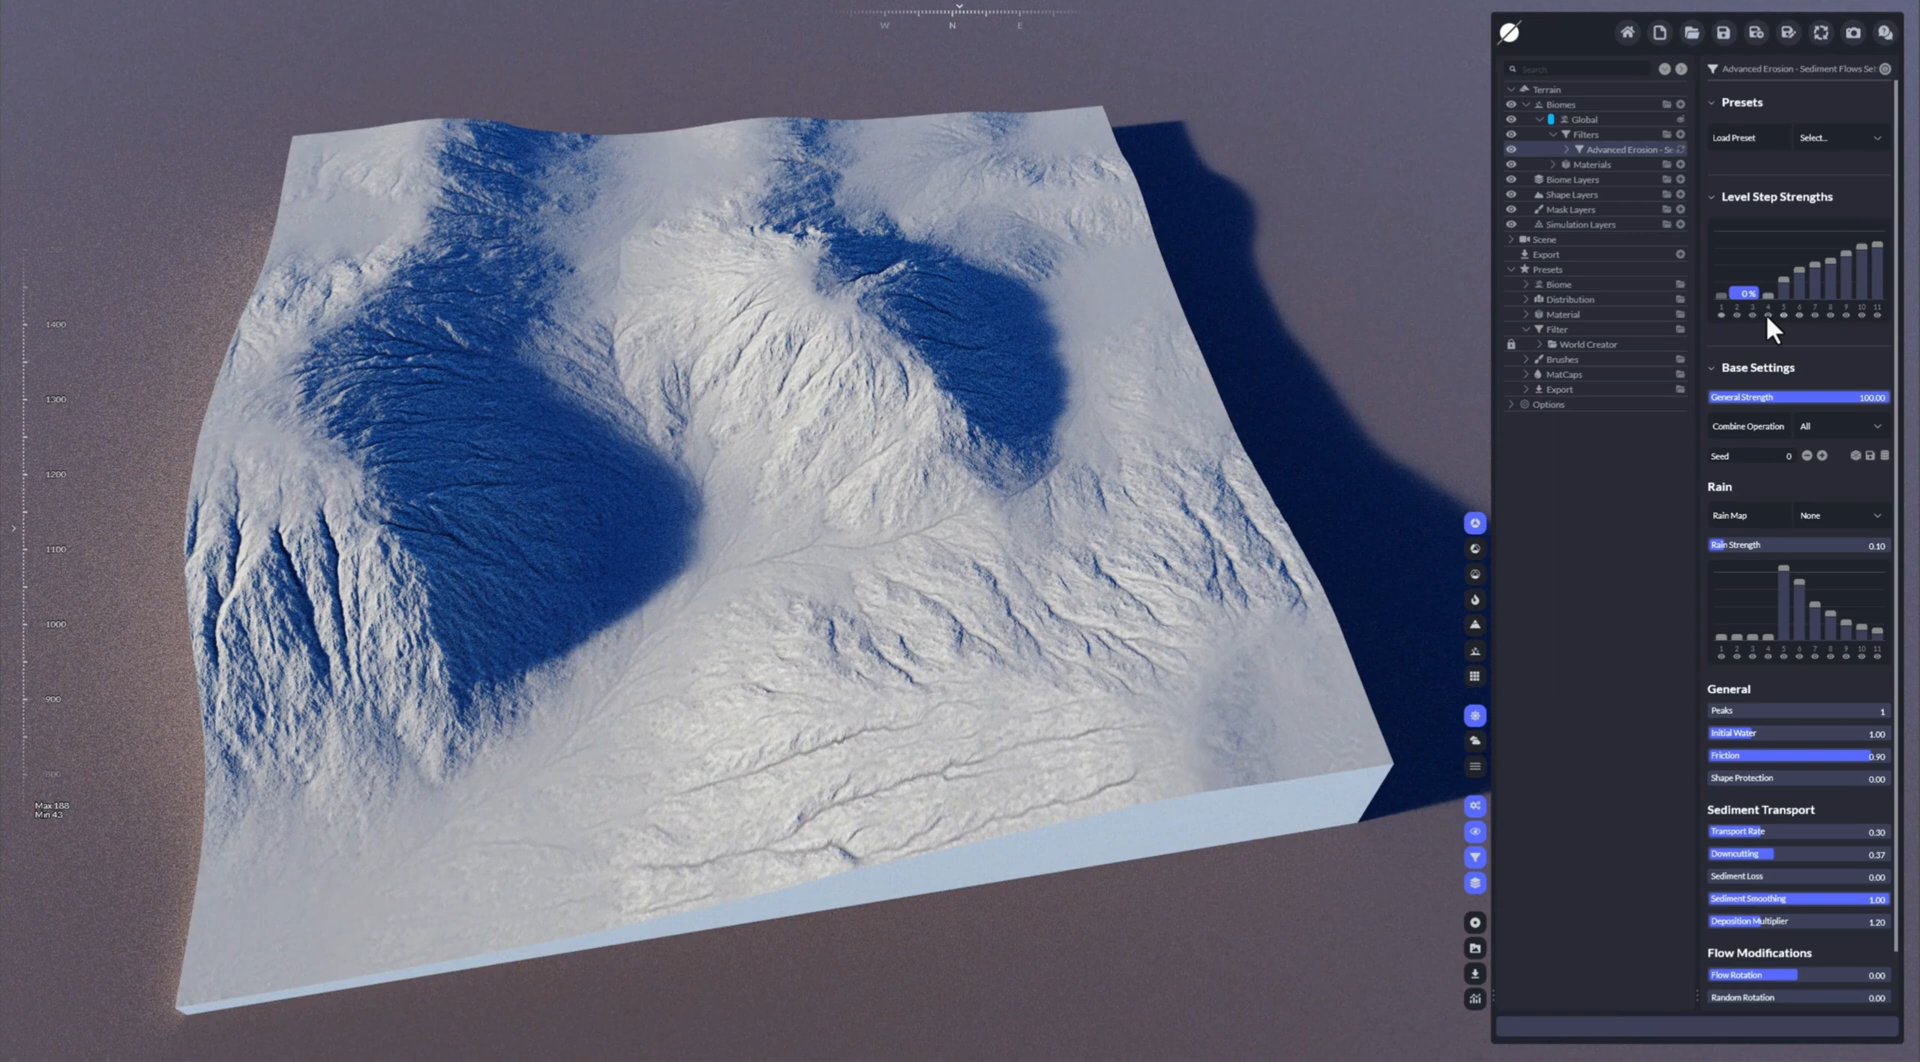 W N E
1400
1300
1200
1100
1000
900
800
Max 188
Min 43
Search
Terrain
Biomes
Global
Filters
Advanced Erosion - Se
Materials
Biome Layers
Shape Layers
Mask Layers
Simulation Layers
Scene
Export
Presets
Biome
Distribution
Material
Filter
World Creator
Brushes
MatCaps
Export
Options
Advanced Erosion - Sediment Flows Se
Presets
Load Preset Select...
Level Step Strengths
0 %
1 2 3 4 5 6 7 8 9 10 11
Base Settings
General Strength 100.00
Combine Operation All
Seed 0
Rain
Rain Map None
Rain Strength 0.10
1 2 3 4 5 6 7 8 9 10 11
General
Peaks 1
Initial Water 1.00
Friction 0.90
Shape Protection 0.00
Sediment Transport
Transport Rate 0.30
Downcutting 0.37
Sediment Loss 0.00
Sediment Smoothing 1.00
Deposition Multiplier 1.20
Flow Modifications
Flow Rotation 0.00
Random Rotation 0.00